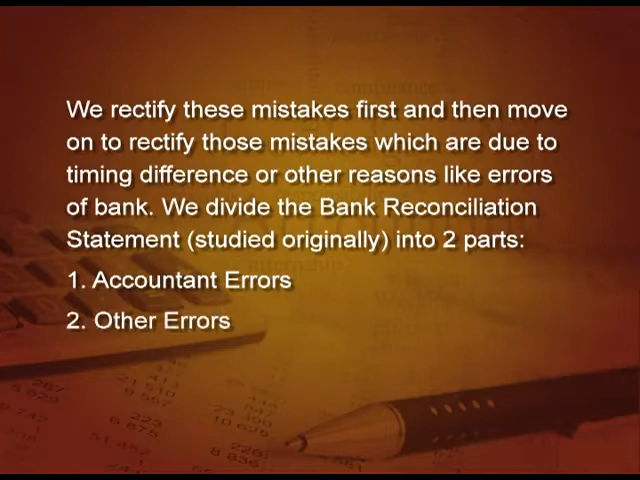 We rectify these mistakes first and then move
on to rectify those mistakes which are due to
timing difference or other reasons like errors
of bank. We divide the Bank Reconciliation
Statement (studied originally) into 2 parts:
1. Accountant Errors
2. Other Errors